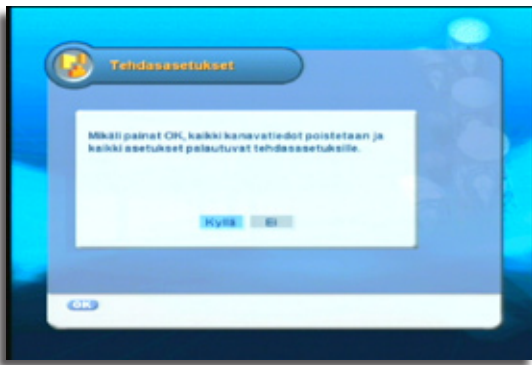 Tehdasasetukset
Mikäli painat OK, kaikki kanavatiedot poistetaan ja
kaikki asetukset palautuvat tehdasasetuksille.
Kyllä Ei
OK